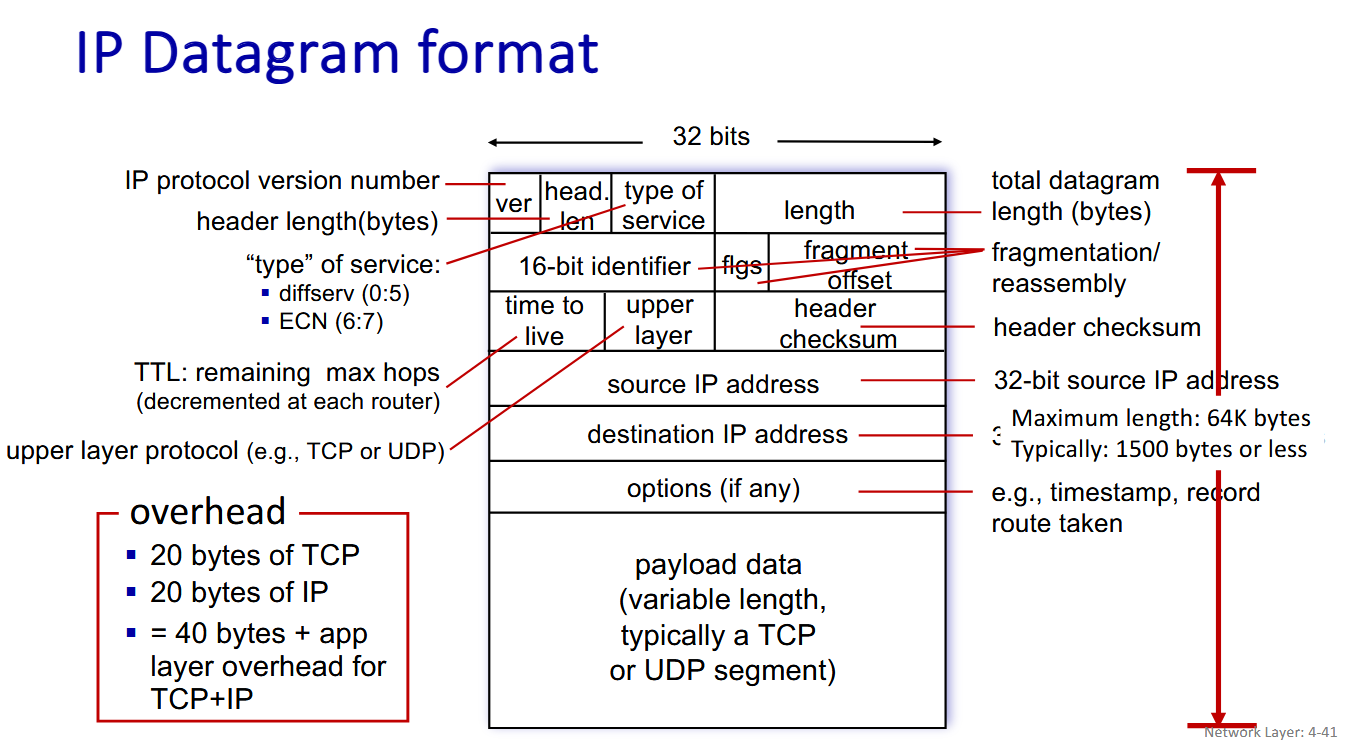 IP Datagram format
32 bits
IP protocol version number
header length(bytes)
“type” of service:
▪ diffserv (0:5)
▪ ECN (6:7)
TTL: remaining max hops
(decremented at each router)
upper layer protocol (e.g., TCP or UDP)
overhead
▪ 20 bytes of TCP
▪ 20 bytes of IP
▪ = 40 bytes + app
layer overhead for
TCP+IP
ver
head.
len
type of
service
length
16-bit identifier
flgs
fragment
offset
time to
live
upper
layer
header
checksum
source IP address
destination IP address
options (if any)
payload data
(variable length,
typically a TCP
or UDP segment)
total datagram
length (bytes)
fragmentation/
reassembly
header checksum
32-bit source IP address
Maximum length: 64K bytes
Typically: 1500 bytes or less
e.g., timestamp, record
route taken
Network Layer: 4-41